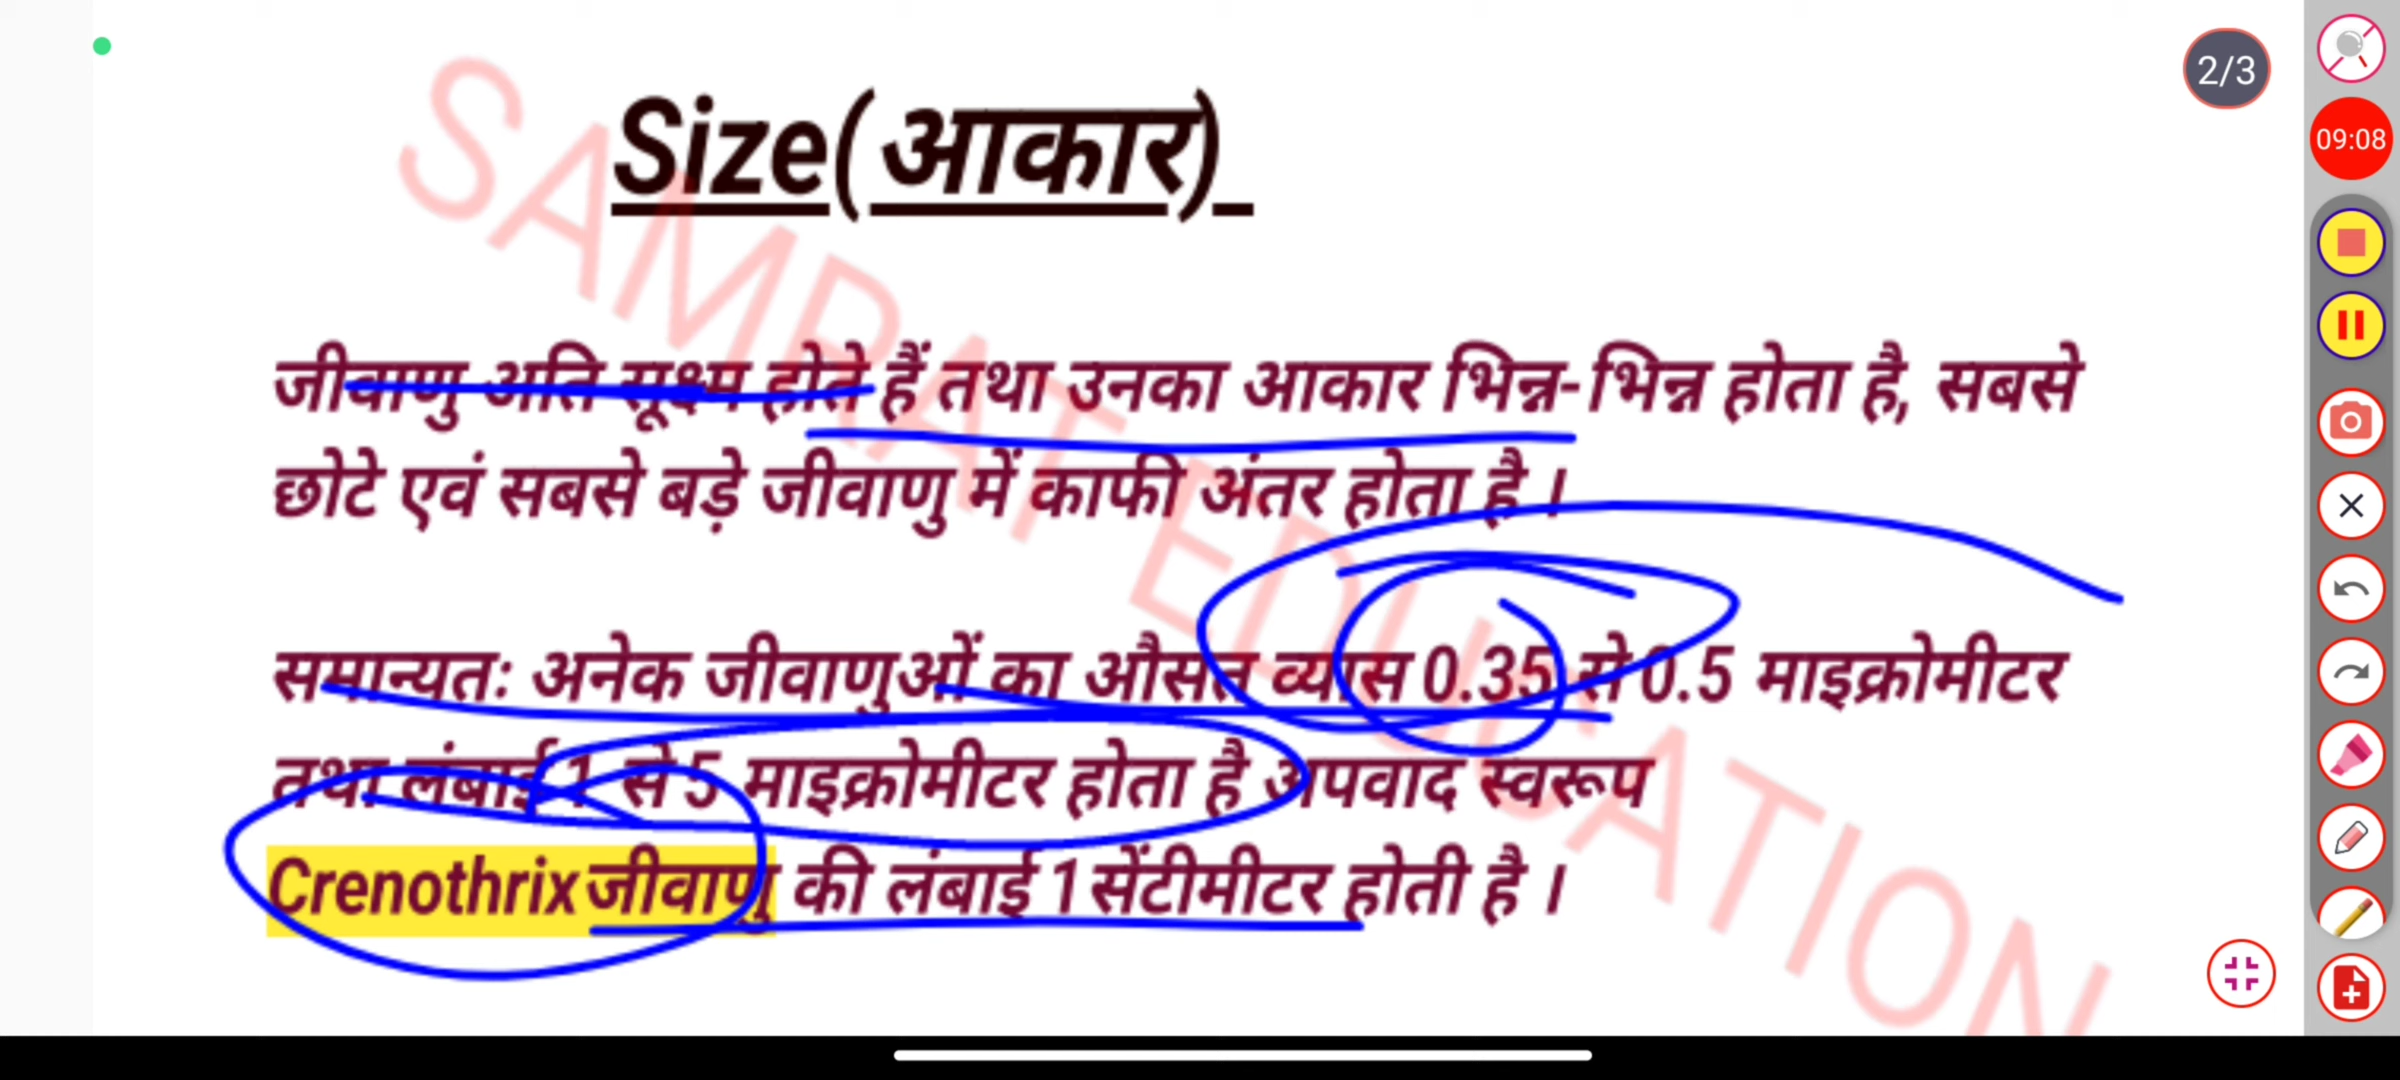 2/3
09:08
Size(आकार)
जीवाणु अति सूक्ष्म होते हैं तथा उनका आकार भिन्न-भिन्न होता है, सबसे
छोटे एवं सबसे बड़े जीवाणु में काफी अंतर होता है ।
समान्यत: अनेक जीवाणुओं का औसत व्यास 0.35 से 0.5 माइक्रोमीटर
तथा लंबाई 1 से 5 माइक्रोमीटर होता है अपवाद स्वरूप
Crenothrix जीवाणु की लंबाई 1 सेंटीमीटर होती है ।
SAMRAT EDUCATION